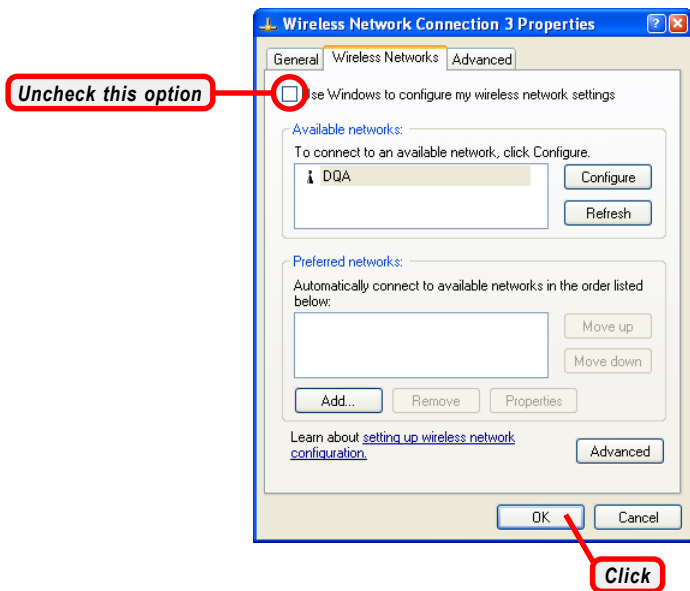 Wireless Network Connection 3 Properties
General Wireless Networks Advanced
Uncheck this option
Use Windows to configure my wireless network settings
Available networks:
To connect to an available network, click Configure.
DQA
Configure
Refresh
Preferred networks:
Automatically connect to available networks in the order listed
below:
Move up
Move down
Add... Remove Properties
Learn about setting up wireless network
configuration.
Advanced
OK Cancel
Click